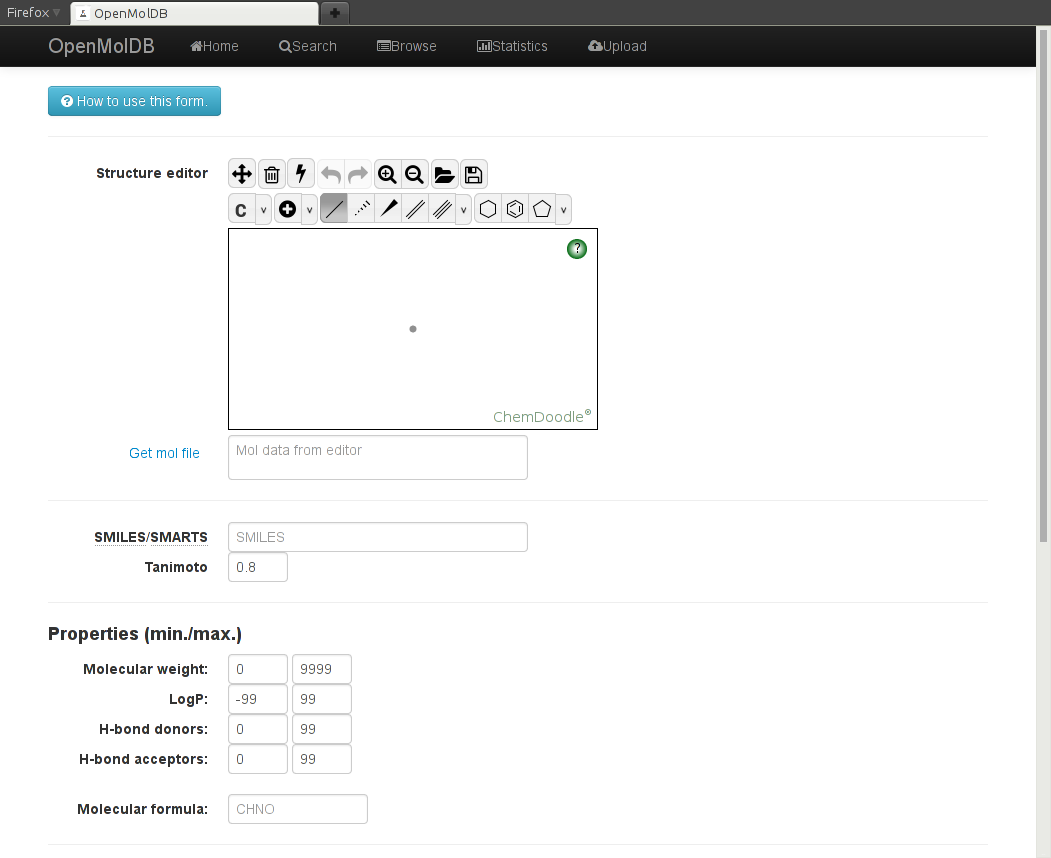 Firefox OpenMolDB
OpenMolDB Home Search Browse Statistics Upload
How to use this form.
Structure editor
C v v v v
?
ChemDoodle®
Get mol file Mol data from editor
SMILES/SMARTS SMILES
Tanimoto 0.8
Properties (min./max.)
Molecular weight: 0 9999
LogP: -99 99
H-bond donors: 0 99
H-bond acceptors: 0 99
Molecular formula: CHNO